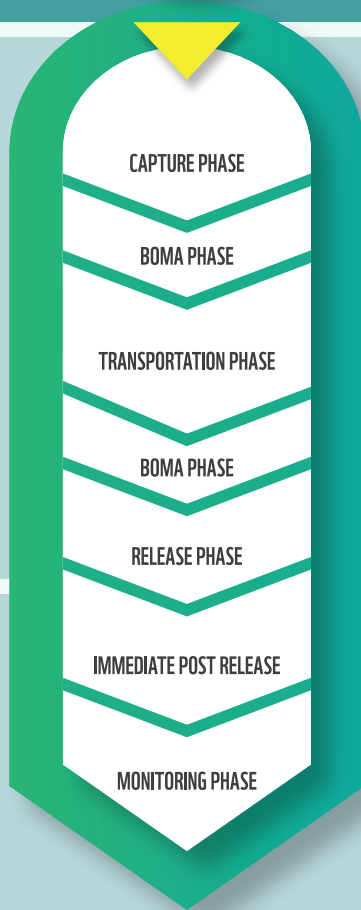 CAPTURE PHASE
BOMA PHASE
TRANSPORTATION PHASE
BOMA PHASE
RELEASE PHASE
IMMEDIATE POST RELEASE
MONITORING PHASE